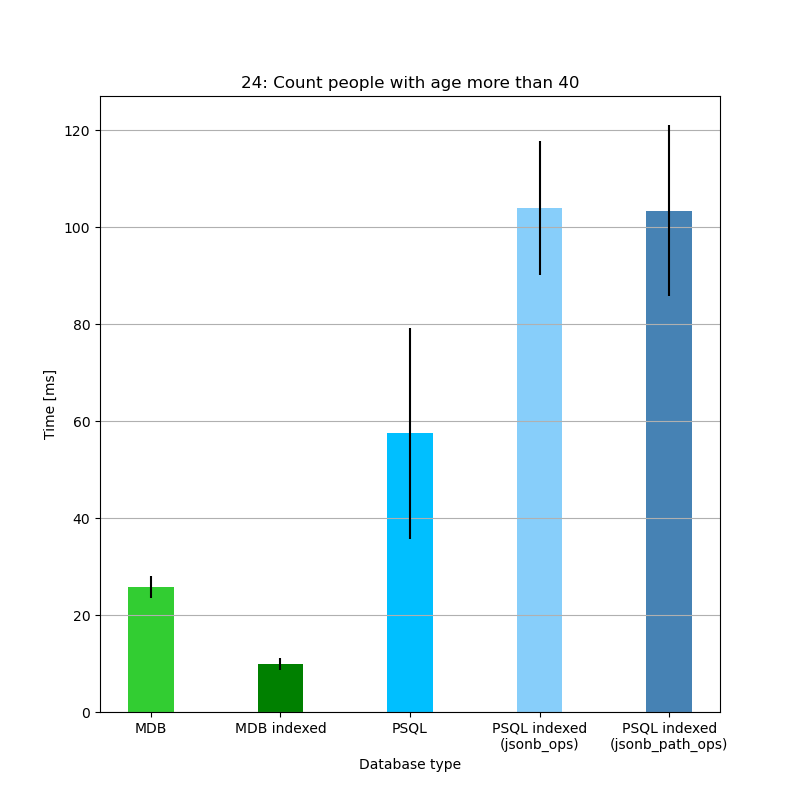 24: Count people with age more than 40
Time [ms]
120
100
80
60
40
20
0
MDB
MDB indexed
PSQL
PSQL indexed
(jsonb_ops)
PSQL indexed
(jsonb_path_ops)
Database type